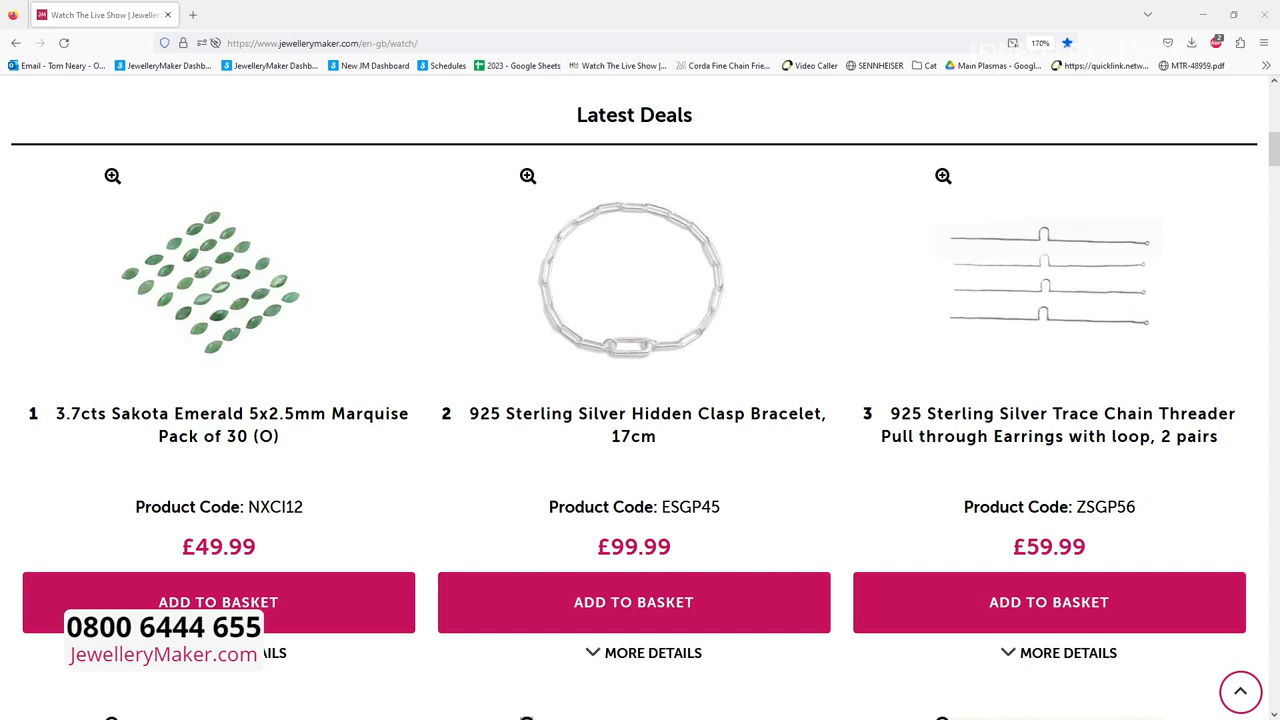 Watch The Live Show | Jeweller
https://www.jewellerymaker.com/en-gb/watch/
170%
Email - Tom Neary - O...
JewelleryMaker Dashb...
JewelleryMaker Dashb...
New JM Dashboard
Schedules
2023 - Google Sheets
Watch The Live Show |...
Corda Fine Chain Frie...
Video Caller
SENNHEISER
Cat
Main Plasmas - Googl...
https://quicklink.netw...
MTR-48959.pdf
Latest Deals
1 3.7cts Sakota Emerald 5x2.5mm Marquise
Pack of 30 (O)
Product Code: NXCI12
£49.99
ADD TO BASKET
2 925 Sterling Silver Hidden Clasp Bracelet,
17cm
Product Code: ESGP45
£99.99
ADD TO BASKET
MORE DETAILS
3 925 Sterling Silver Trace Chain Threader
Pull through Earrings with loop, 2 pairs
Product Code: ZSGP56
£59.99
ADD TO BASKET
MORE DETAILS
0800 6444 655
JewelleryMaker.com